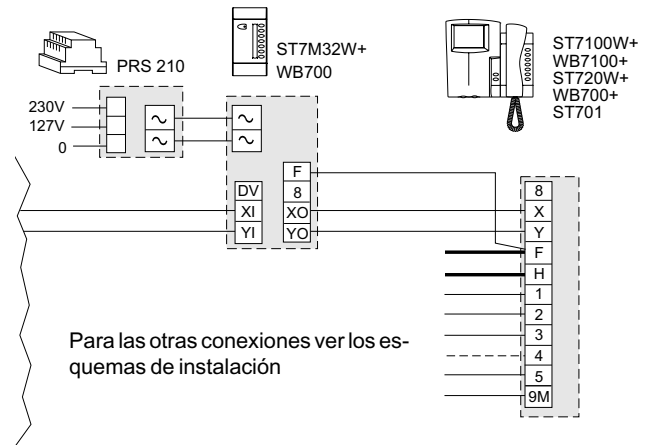 PRS 210
ST7M32W+
WB700
ST7100W+
WB7100+
ST720W+
WB700+
ST701
230V
127V
0
~
~
~
~
DV
XI
YI
F
8
XO
YO
8
X
Y
F
H
1
2
3
4
5
9M
Para las otras conexiones ver los es-
quemas de instalación